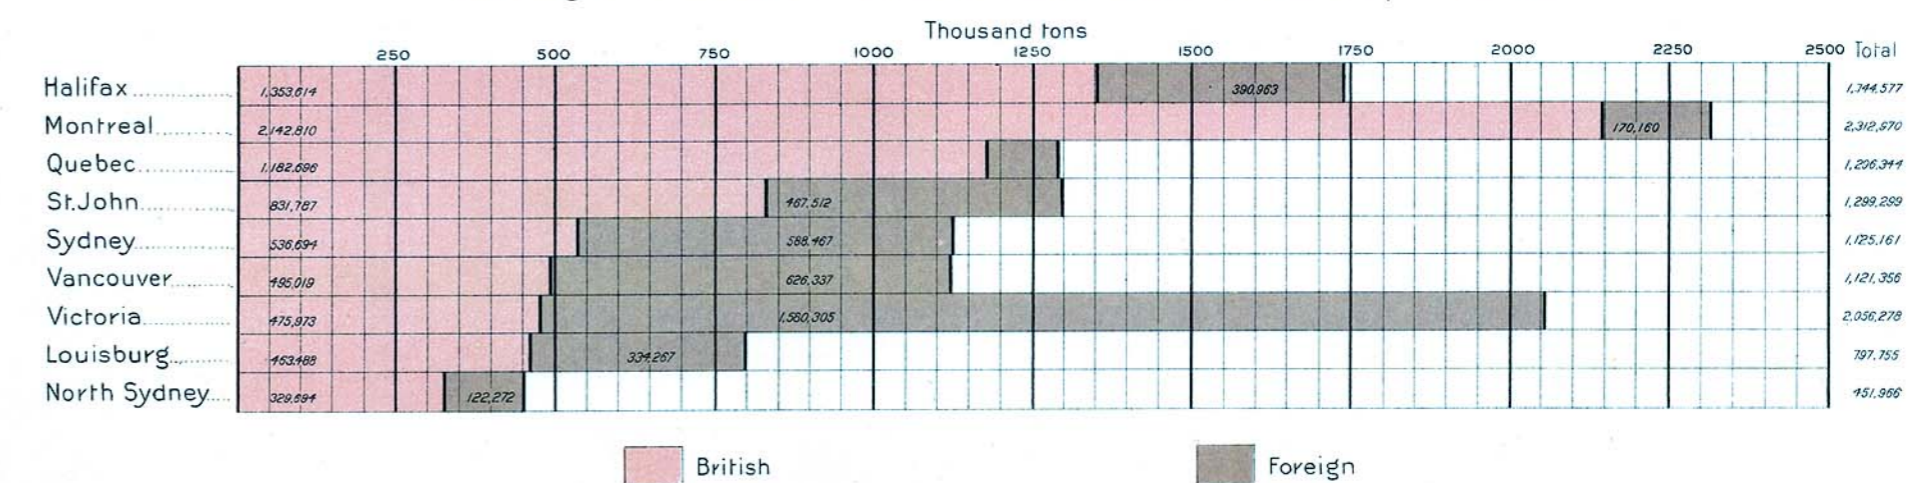 Thousand tons
250 500 750 1000 1250 1500 1750 2000 2250 2500 Total
Halifax 1,353,614 390,963 1,744,577
Montreal 2,142,810 170,160 2,312,970
Quebec 1,182,696 1,296,344
St. John 831,787 467,512 1,299,299
Sydney 536,694 588,467 1,125,161
Vancouver 495,019 626,337 1,121,356
Victoria 475,973 1,580,305 2,056,278
Louisburg 463,488 334,267 797,755
North Sydney 329,694 122,272 451,966
British Foreign